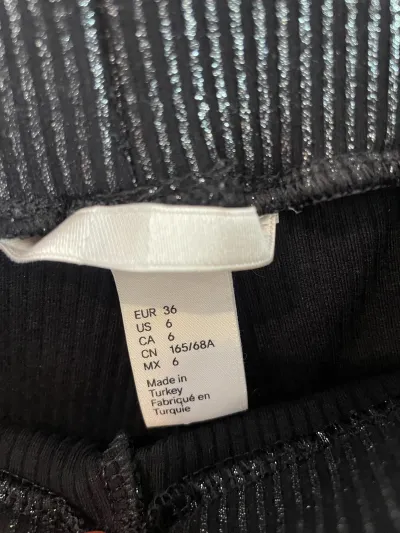 EUR 36
US 6
CA 6
CN 165/68A
MX 6
Made in
Turkey
Fabriqué en
Turquie